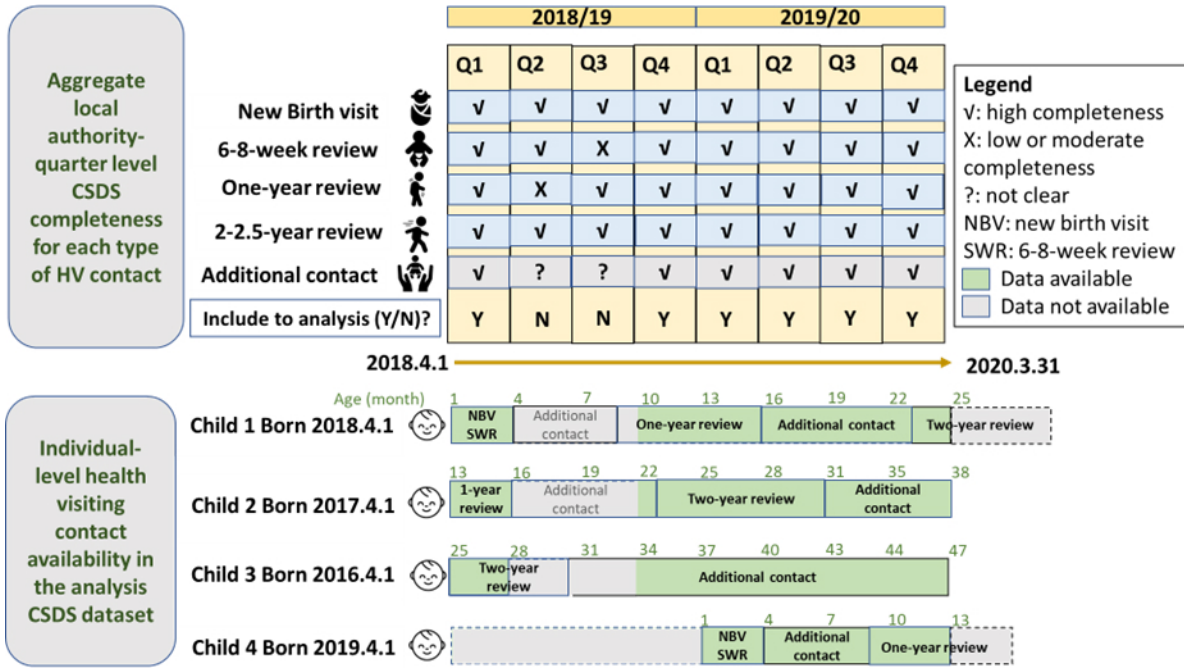 2018/19 2019/20
Q1 Q2 Q3 Q4 Q1 Q2 Q3 Q4
Aggregate
local
authority-
quarter level
CSDS
completeness
for each type
of HV contact
New Birth visit √ √ √ √ √ √ √ √
6-8-week review √ √ X √ √ √ √ √
One-year review √ X √ √ √ √ √ √
2-2.5-year review √ √ √ √ √ √ √ √
Additional contact √ ? ? √ √ √ √ √
Include to analysis (Y/N)? Y N N Y Y Y Y Y
2018.4.1 2020.3.31
Legend
√: high completeness
X: low or moderate
completeness
?: not clear
NBV: new birth visit
SWR: 6-8-week review
Data available
Data not available
Individual-
level health
visiting
contact
availability in
the analysis
CSDS dataset
Age (month) 1 4 7 10 13 16 19 22 25
Child 1 Born 2018.4.1
NBV
SWR
Additional
contact
One-year review
Additional contact
Two-year review
13 16 19 22 25 28 31 35 38
Child 2 Born 2017.4.1
1-year
review
Additional
contact
Two-year review
Additional
contact
25 28 31 34 37 40 43 44 47
Child 3 Born 2016.4.1
Two-year
review
Additional contact
1 4 7 10 13
Child 4 Born 2019.4.1
NBV
SWR
Additional
contact
One-year review